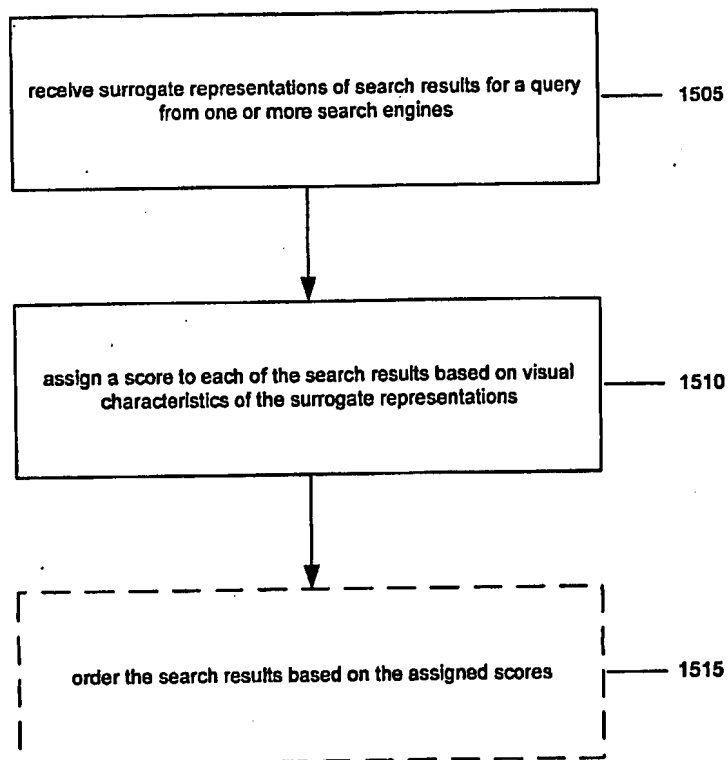 receive surrogate representations of search results for a query
from one or more search engines
1505
assign a score to each of the search results based on visual
characteristics of the surrogate representations
1510
order the search results based on the assigned scores
1515